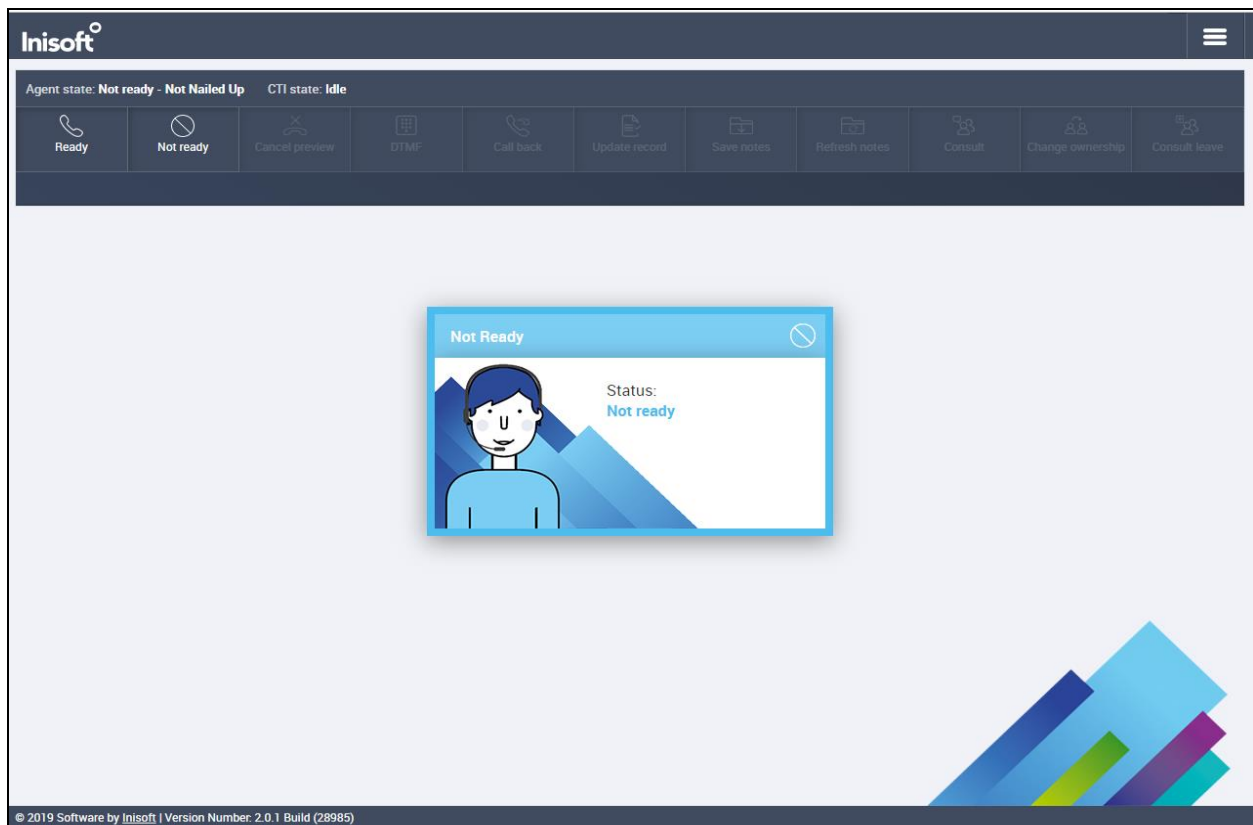 Inisoft
Agent state: Not ready - Not Nailed Up CTI state: Idle
Ready Not ready Cancel preview DTMF Call back Update record Save notes Refresh notes Consult Change ownership Consult leave
Not Ready
Status:
Not ready
© 2019 Software by Inisoft | Version Number: 2.0.1 Build (28985)